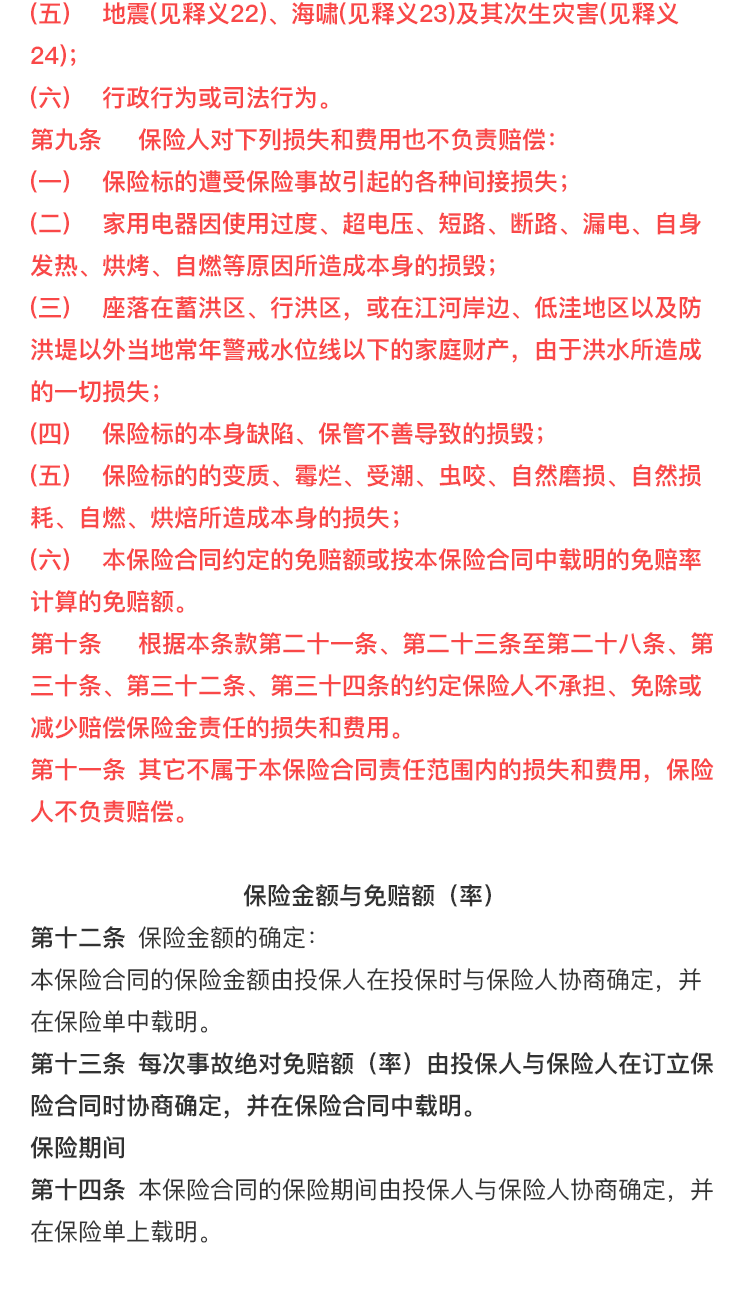 (五)　地震(见释义22)、海啸(见释义23)及其次生灾害(见释义
24)；
(六)　行政行为或司法行为。
第九条　 保险人对下列损失和费用也不负责赔偿：
(一)　保险标的遭受保险事故引起的各种间接损失；
(二)　家用电器因使用过度、超电压、短路、断路、漏电、自身
发热、烘烤、自燃等原因所造成本身的损毁；
(三)　座落在蓄洪区、行洪区，或在江河岸边、低洼地区以及防
洪堤以外当地常年警戒水位线以下的家庭财产，由于洪水所造成
的一切损失；
(四)　保险标的本身缺陷、保管不善导致的损毁；
(五)　保险标的的变质、霉烂、受潮、虫咬、自然磨损、自然损
耗、自燃、烘焙所造成本身的损失；
(六)　本保险合同约定的免赔额或按本保险合同中载明的免赔率
计算的免赔额。
第十条　 根据本条款第二十一条、第二十三条至第二十八条、第
三十条、第三十二条、第三十四条的约定保险人不承担、免除或
减少赔偿保险金责任的损失和费用。
第十一条 其它不属于本保险合同责任范围内的损失和费用，保险
人不负责赔偿。
保险金额与免赔额（率）
第十二条 保险金额的确定：
本保险合同的保险金额由投保人在投保时与保险人协商确定，并
在保险单中载明。
第十三条 每次事故绝对免赔额（率）由投保人与保险人在订立保
险合同时协商确定，并在保险合同中载明。
保险期间
第十四条 本保险合同的保险期间由投保人与保险人协商确定，并
在保险单上载明。